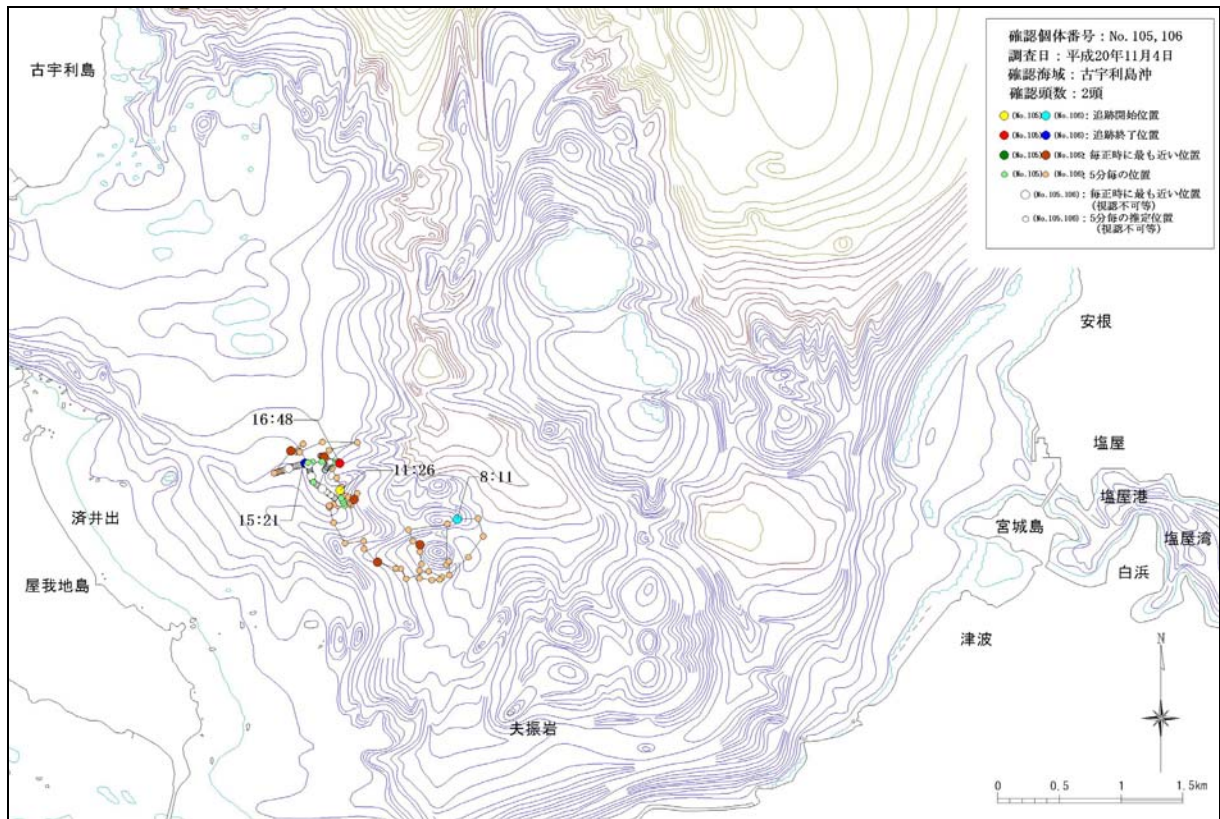 確認個体番号：No.105,106
調査日：平成20年11月4日
確認海域：古宇利島沖
確認頭数：2頭
(No.105) (No.106)：追跡開始位置
(No.105) (No.106)：追跡終了位置
(No.105) (No.106)：毎正時に最も近い位置
(No.105) (No.106)：5分毎の位置
(No.105.106)：毎正時に最も近い位置
(視認不可等)
(No.105.106)：5分毎の推定位置
(視認不可等)
古宇利島
安根
16:48
11:26
8:11
塩屋
塩屋港
15:21
済井出
宮城島
塩屋湾
白浜
屋我地島
津波
N
夫振岩
0 0.5 1 1.5km